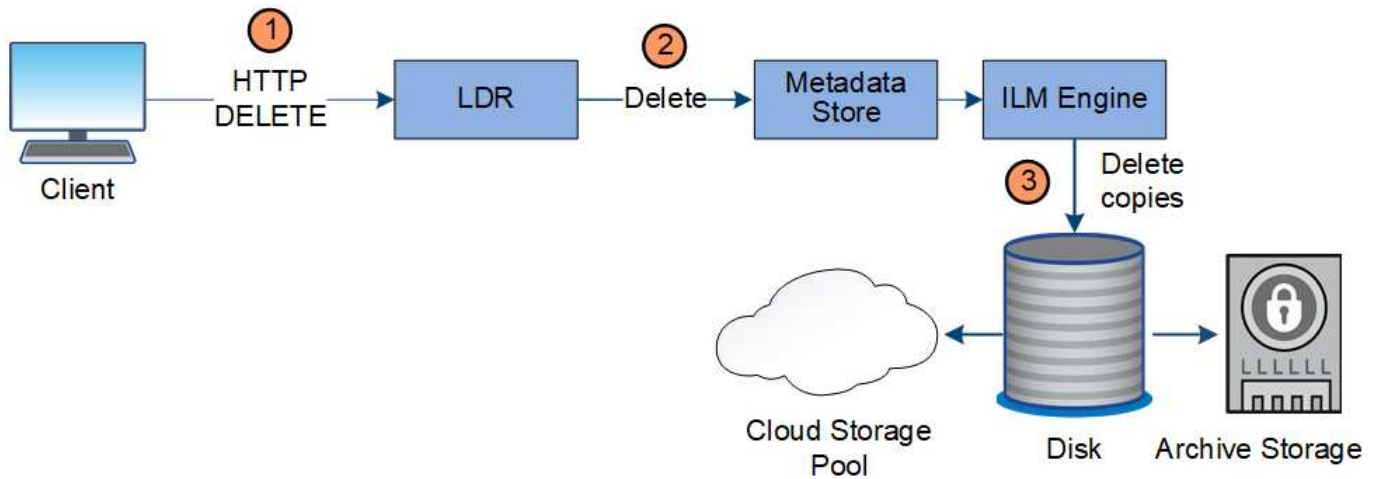 1
HTTP
DELETE
LDR
2
Delete
Metadata
Store
ILM Engine
Client
3
Delete
copies
LLLLLL
Cloud Storage
Pool
Disk
Archive Storage